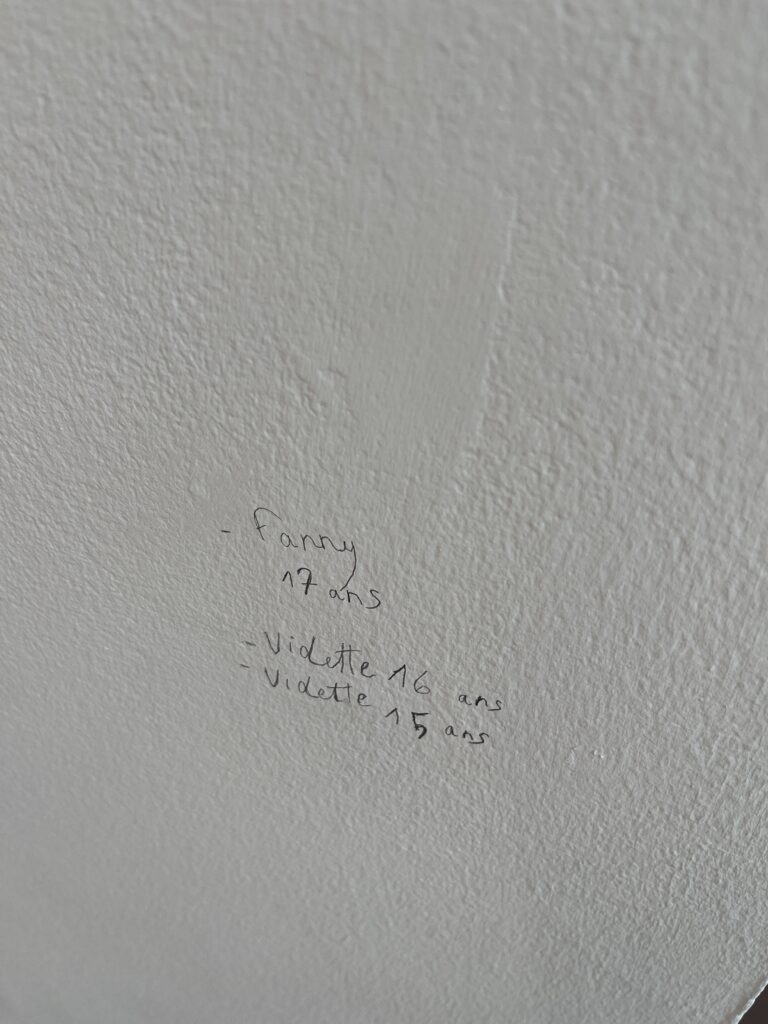 - Fanny
17 ans
- Vidette 16 ans
- Vidette 15 ans